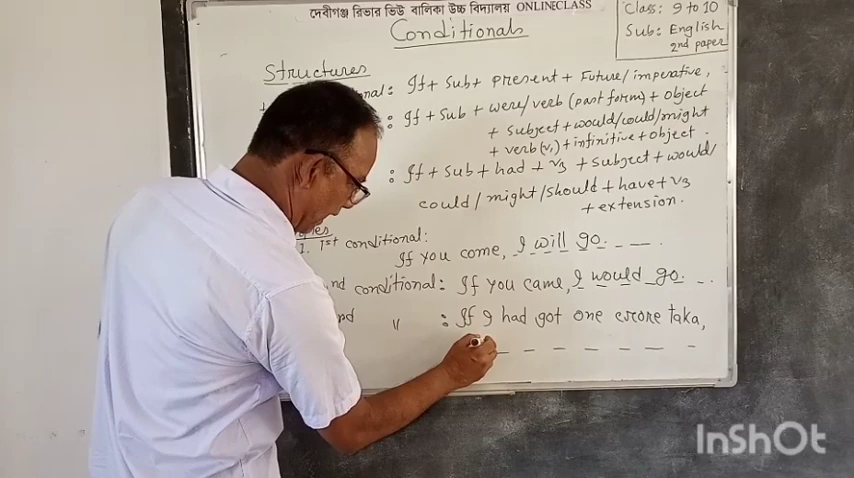 দেবীগঞ্জ রিভার ভিউ বালিকা উচ্চ বিদ্যালয় ONLINECLASS
Class: 9 to 10
Sub: English
2nd paper
Conditionals
Structures
: If + Sub + Present + Future/imperative,
: If + Sub + were/verb (past form) + object
+ Subject + would/could/might
+ verb (v1) + infinitive + object.
: If + Sub + had + v3 + subject + would/
could/might/should + have + v3
+ extension.
1. 1st conditional:
If you come, I will go.
conditional: If you came, I would go.
" : If I had got one crore taka,
InShOt